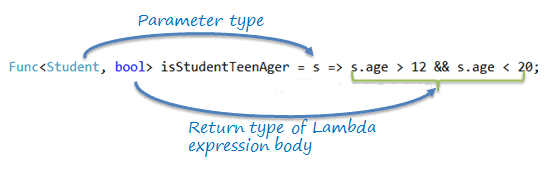 Parameter type
Func<Student, bool> isStudentTeenAger = s => s.age > 12 && s.age < 20;
Return type of Lambda
expression body